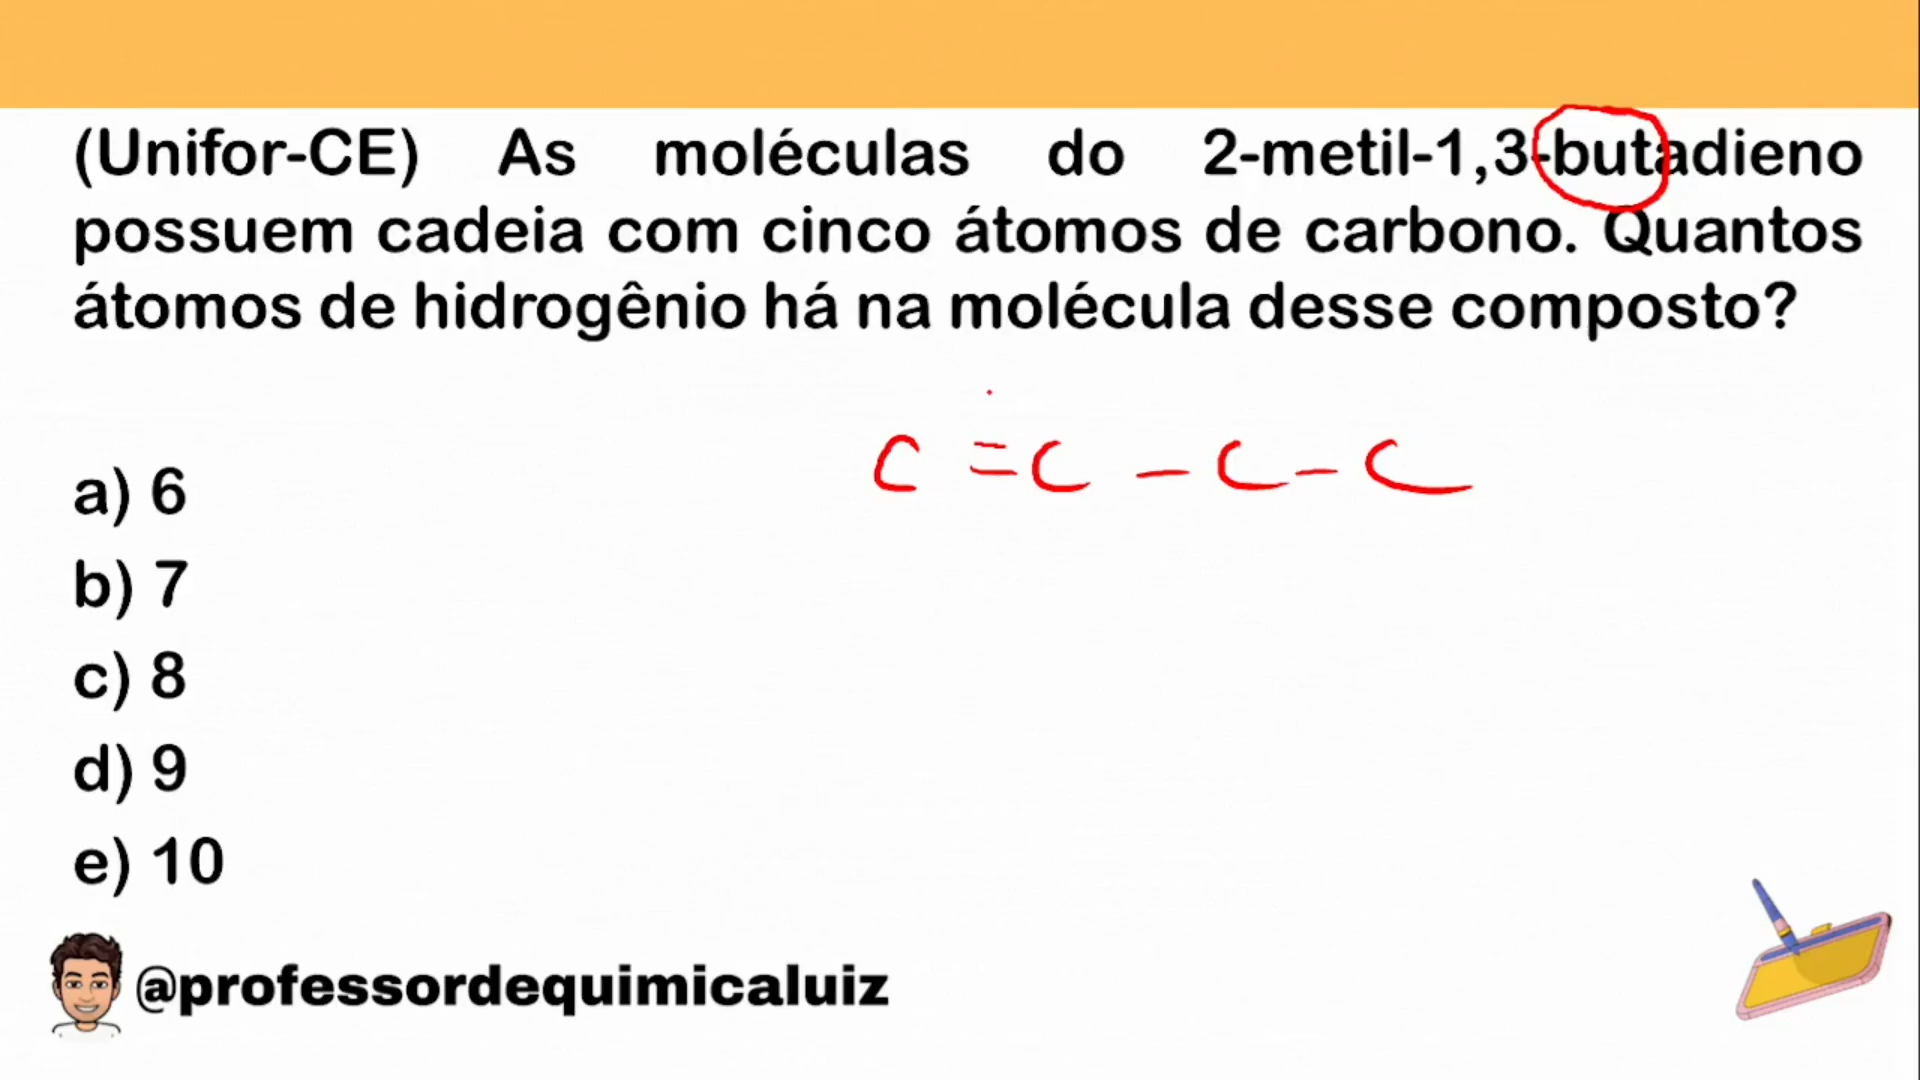 (Unifor-CE) As moléculas do 2-metil-1,3-butadieno
possuem cadeia com cinco átomos de carbono. Quantos
átomos de hidrogênio há na molécula desse composto?
C = C - C - C
a) 6
b) 7
c) 8
d) 9
e) 10
@professordequimicaluiz